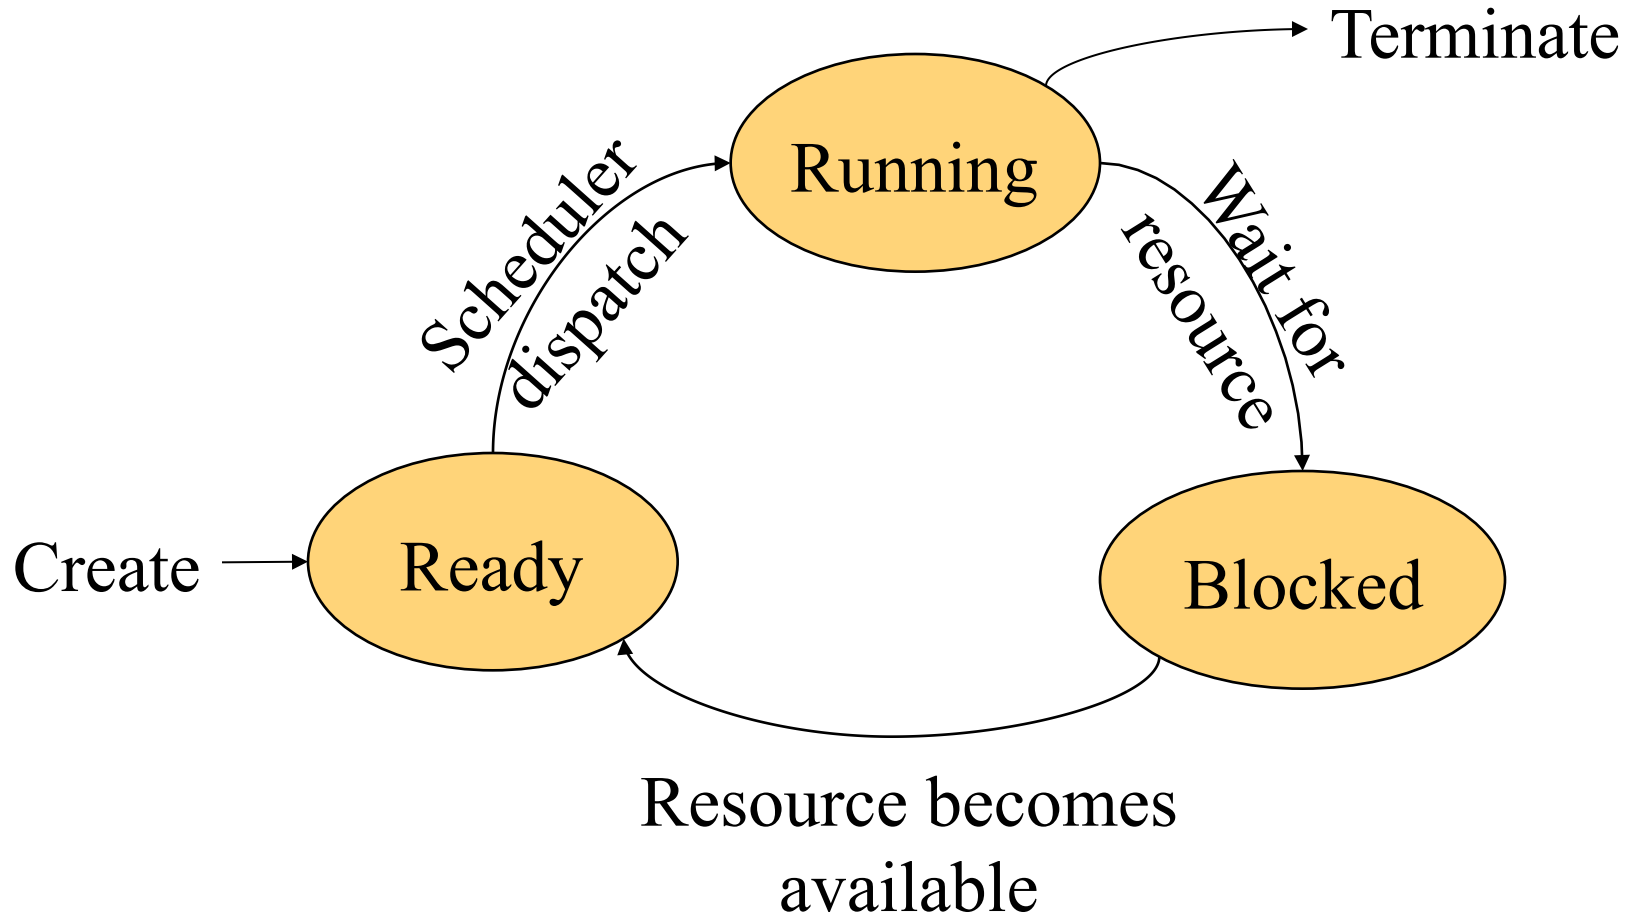 Terminate
Running
Scheduler
dispatch
Wait for
resource
Create
Ready
Blocked
Resource becomes
available